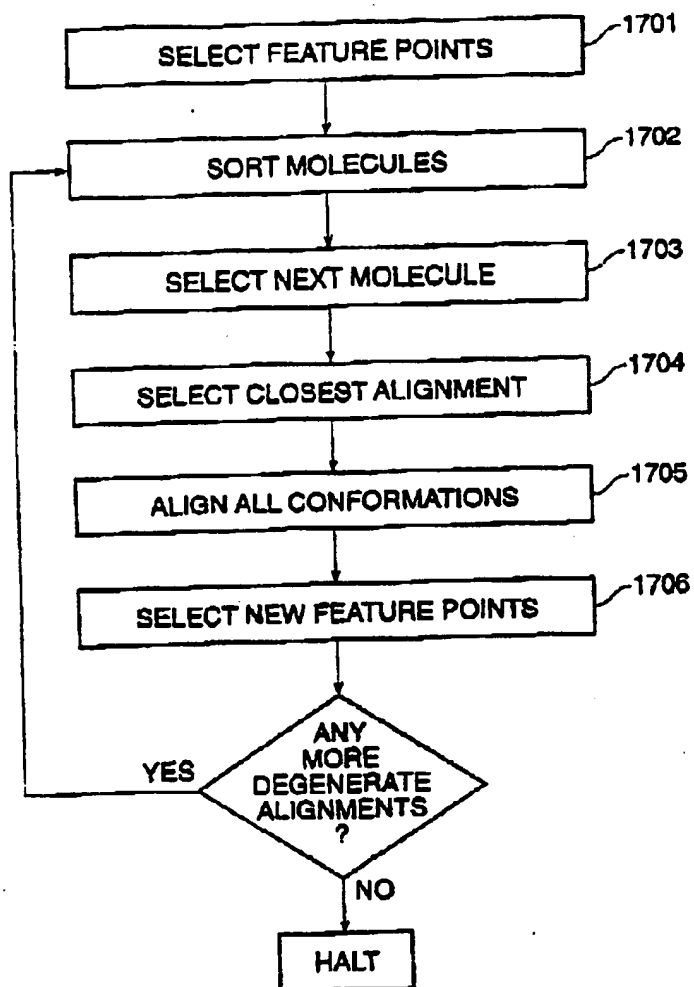 SELECT FEATURE POINTS
1701
SORT MOLECULES
1702
SELECT NEXT MOLECULE
1703
SELECT CLOSEST ALIGNMENT
1704
ALIGN ALL CONFORMATIONS
1705
SELECT NEW FEATURE POINTS
1706
ANY
MORE
DEGENERATE
ALIGNMENTS
?
YES
NO
HALT